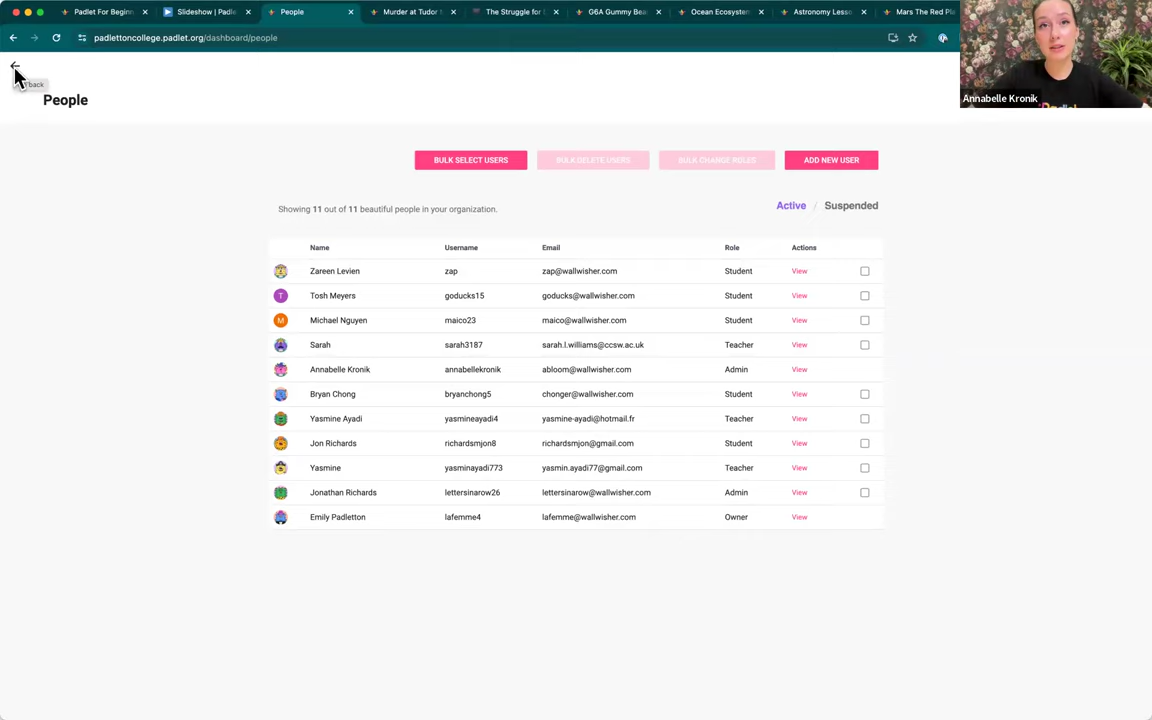 Padlet For Beginn
Slideshow | Padle
People
Murder at Tudor
The Struggle for
G6A Gummy Bea
Ocean Ecosystem
Astronomy Lesso
Mars The Red Pla
padlettoncollege.padlet.org/dashboard/people
back
People
Annabelle Kronik
BULK SELECT USERS BULK DELETE USERS BULK CHANGE ROLES ADD NEW USER
Showing 11 out of 11 beautiful people in your organization.
Active / Suspended
Name Username Email Role Actions
Zareen Levien zap zap@wallwisher.com Student View
T Tosh Meyers goducks15 goducks@wallwisher.com Student View
M Michael Nguyen maico23 maico@wallwisher.com Student View
Sarah sarah3187 sarah.l.williams@ccsw.ac.uk Teacher View
Annabelle Kronik annabellekronik abloom@wallwisher.com Admin View
Bryan Chong bryanchong5 chonger@wallwisher.com Student View
Yasmine Ayadi yasmineayadi4 yasmine-ayadi@hotmail.fr Teacher View
Jon Richards richardsmjon8 richardsmjon@gmail.com Student View
Yasmine yasminayadi773 yasmin.ayadi77@gmail.com Teacher View
Jonathan Richards lettersinarow26 lettersinarow@wallwisher.com Admin View
Emily Padletton lafemme4 lafemme@wallwisher.com Owner View